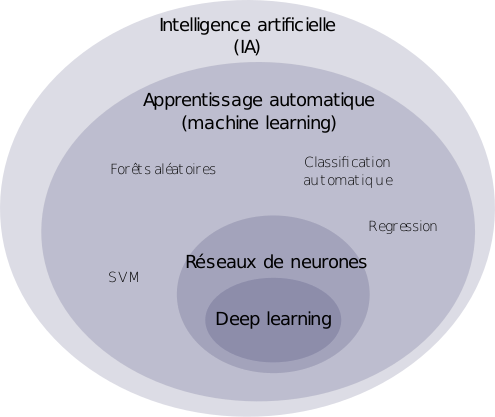 Intelligence artificielle
(IA)
Apprentissage automatique
(machine learning)
Forêts aléatoires
Classification
automatique
Regression
Réseaux de neurones
SVM
Deep learning